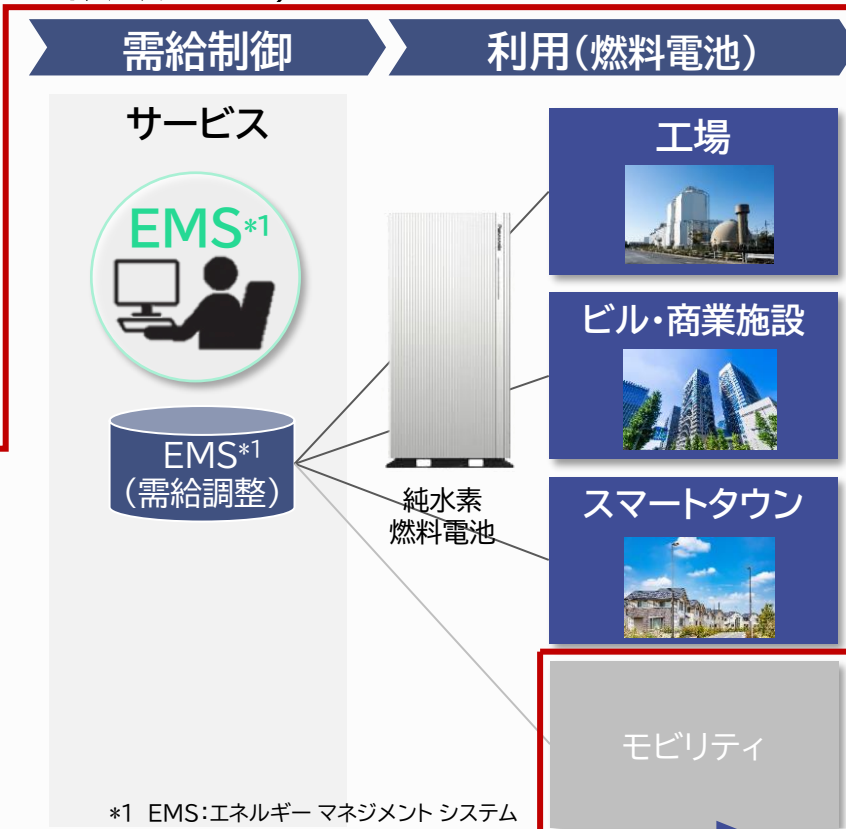 需給制御
利用(燃料電池)
サービス
EMS*1
EMS*1
(需給調整)
純水素
燃料電池
工場
ビル・商業施設
スマートタウン
モビリティ
*1 EMS:エネルギー マネジメント システム